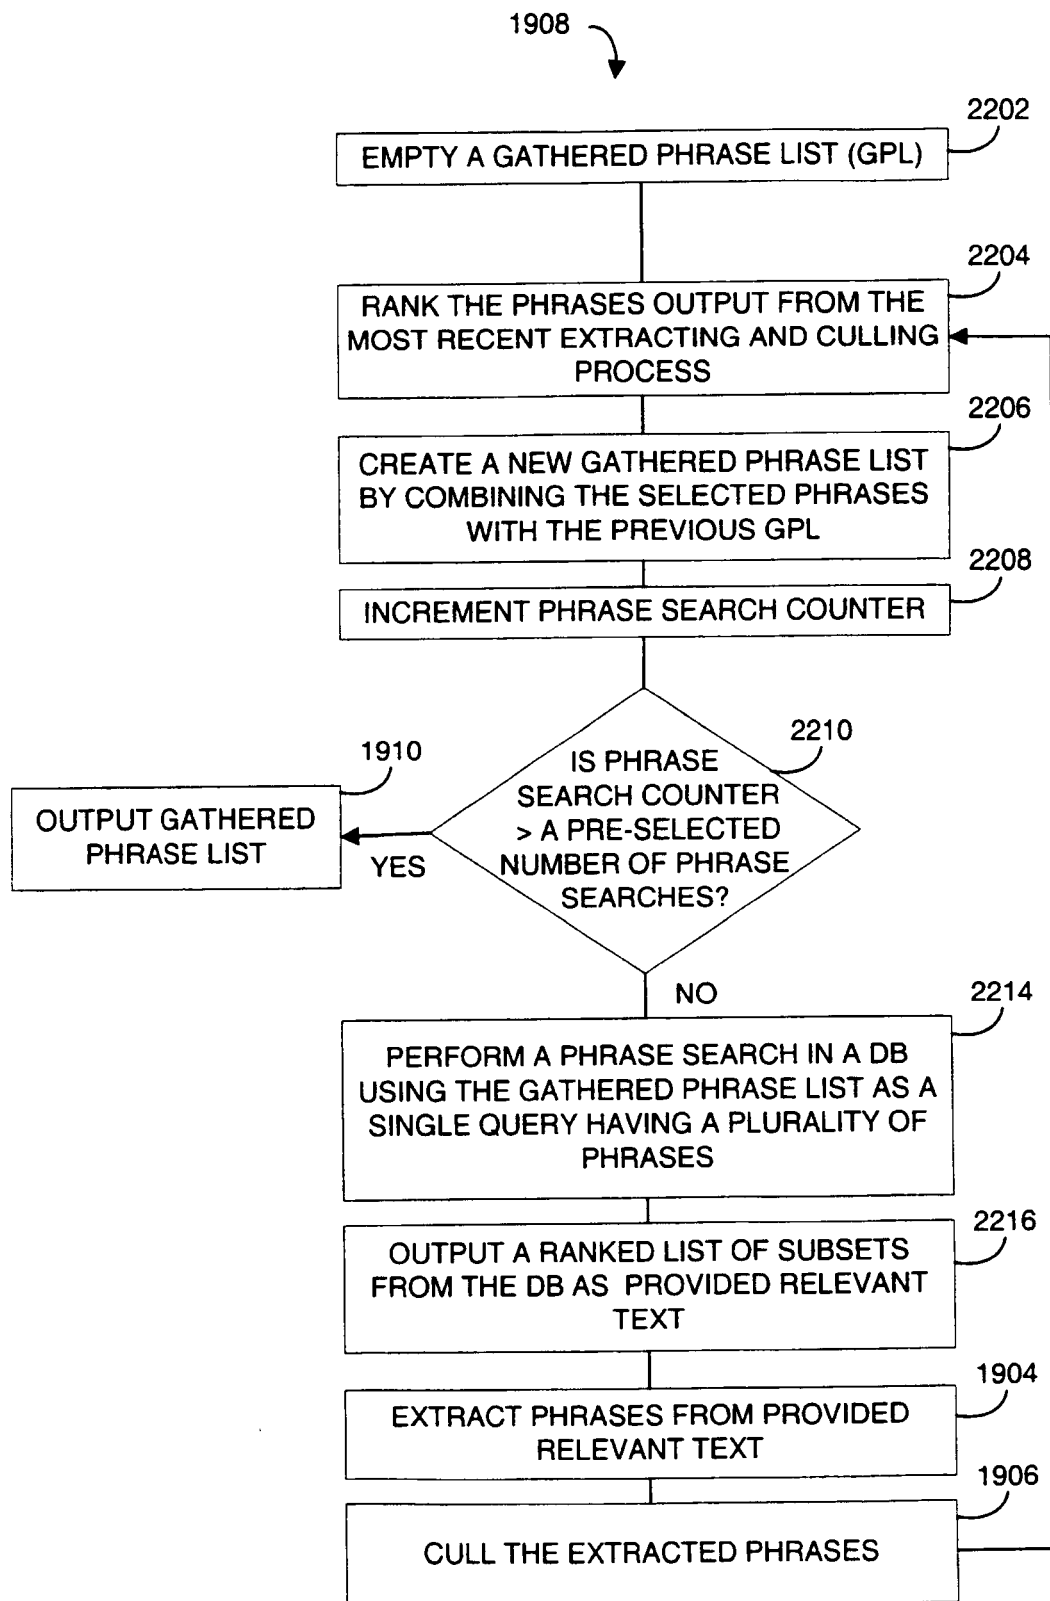 1908
2202
EMPTY A GATHERED PHRASE LIST (GPL)
2204
RANK THE PHRASES OUTPUT FROM THE
MOST RECENT EXTRACTING AND CULLING
PROCESS
2206
CREATE A NEW GATHERED PHRASE LIST
BY COMBINING THE SELECTED PHRASES
WITH THE PREVIOUS GPL
2208
INCREMENT PHRASE SEARCH COUNTER
2210
IS PHRASE
SEARCH COUNTER
> A PRE-SELECTED
NUMBER OF PHRASE
SEARCHES?
1910
OUTPUT GATHERED
PHRASE LIST
YES
NO
2214
PERFORM A PHRASE SEARCH IN A DB
USING THE GATHERED PHRASE LIST AS A
SINGLE QUERY HAVING A PLURALITY OF
PHRASES
2216
OUTPUT A RANKED LIST OF SUBSETS
FROM THE DB AS PROVIDED RELEVANT
TEXT
1904
EXTRACT PHRASES FROM PROVIDED
RELEVANT TEXT
1906
CULL THE EXTRACTED PHRASES